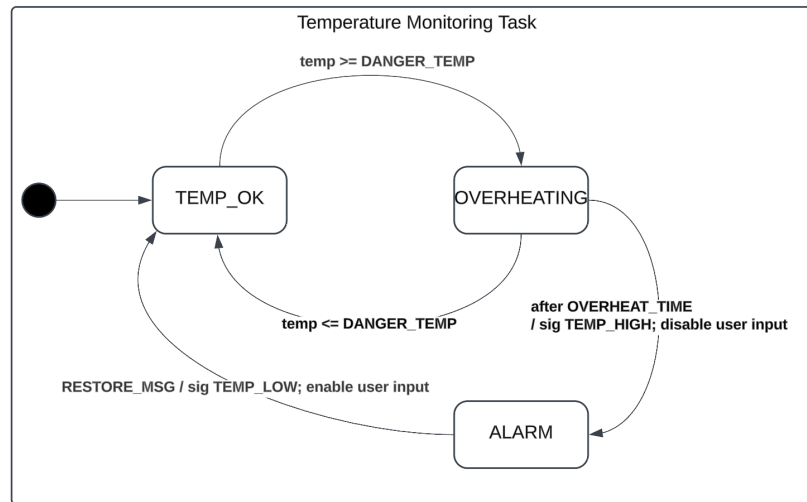 Temperature Monitoring Task
temp >= DANGER_TEMP
TEMP_OK
OVERHEATING
temp <= DANGER_TEMP
after OVERHEAT_TIME
/ sig TEMP_HIGH; disable user input
RESTORE_MSG / sig TEMP_LOW; enable user input
ALARM